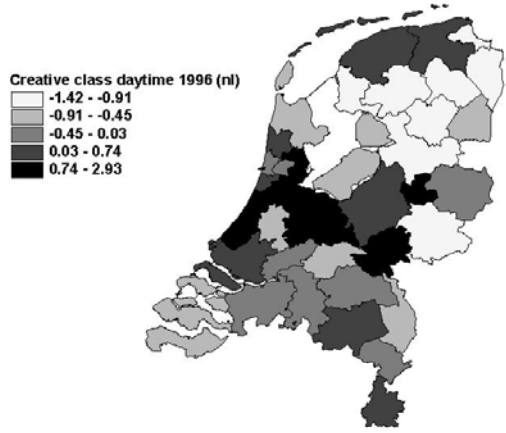 Creative class daytime 1996 (nl)
-1.42 - -0.91
-0.91 - -0.45
-0.45 - 0.03
0.03 - 0.74
0.74 - 2.93